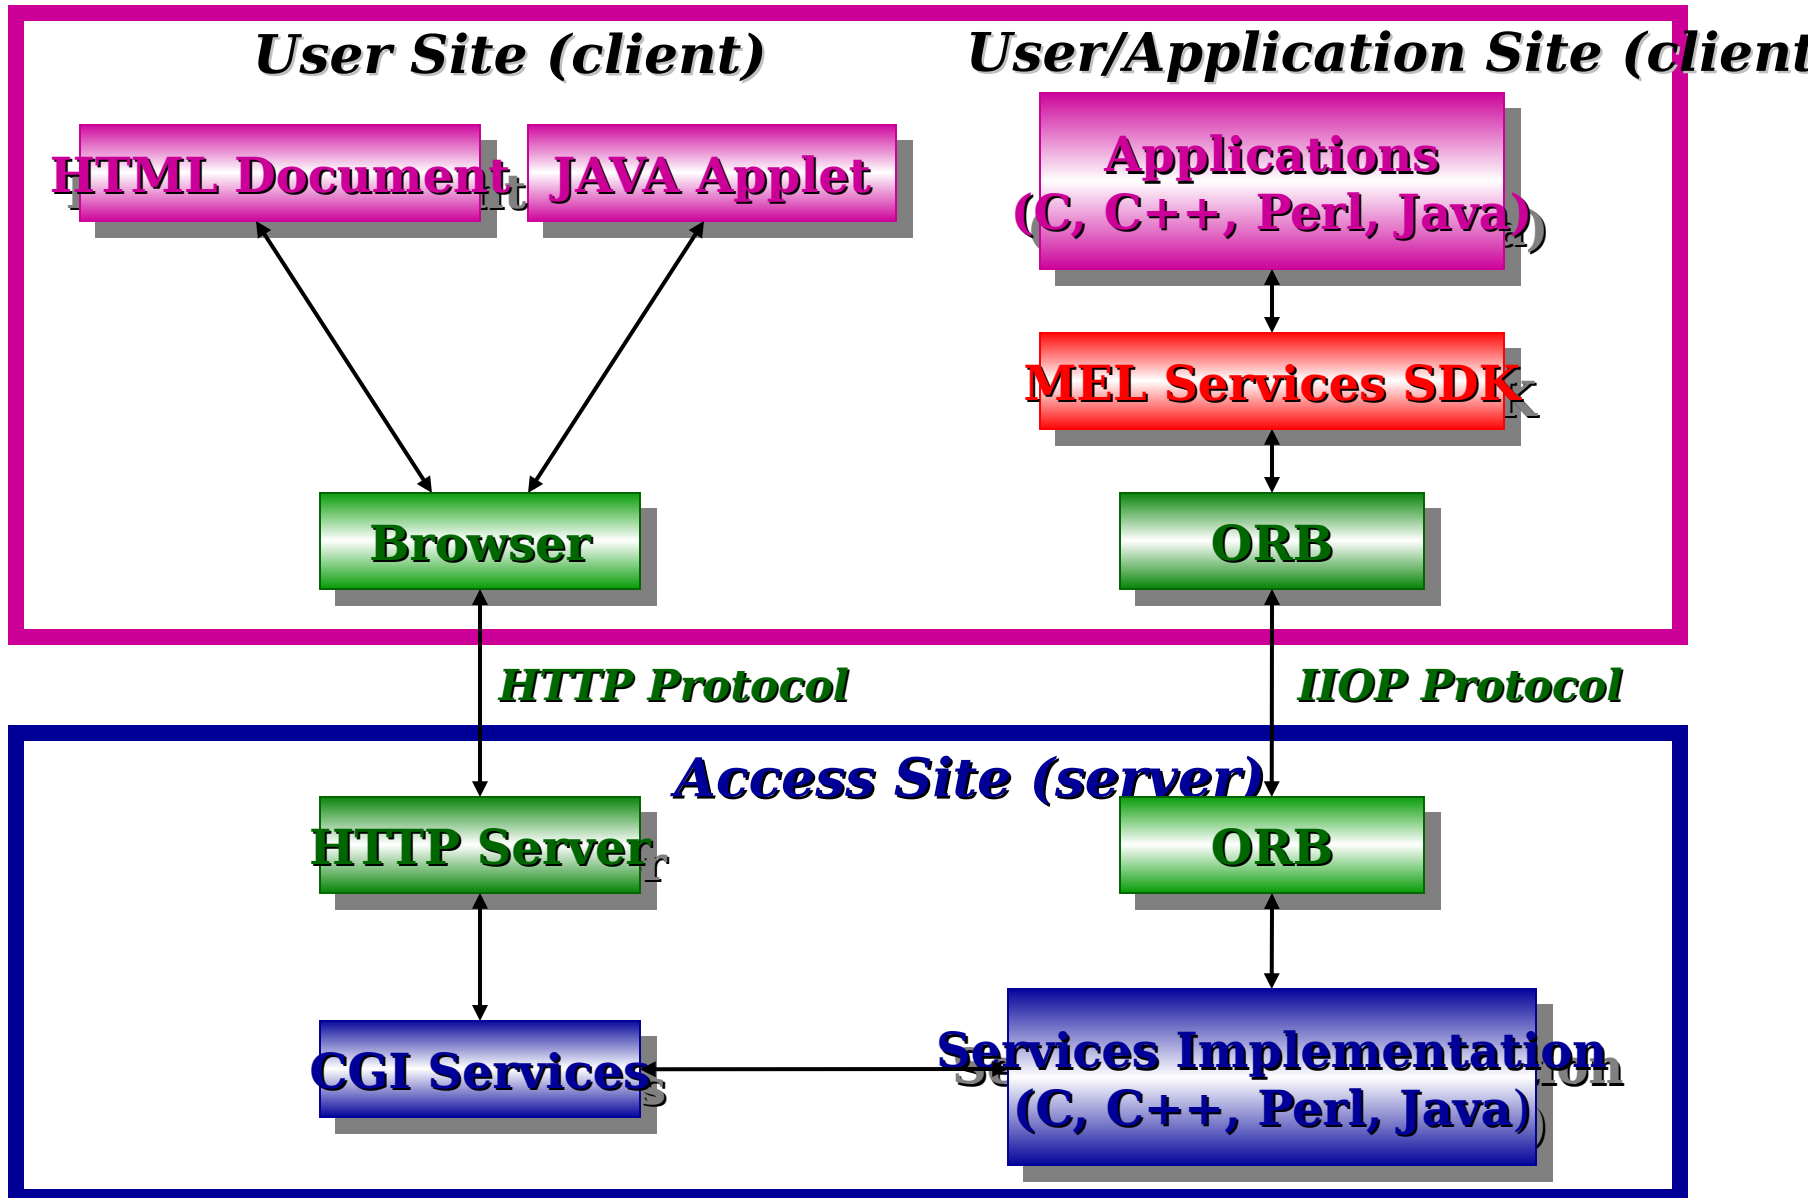 User Site (client)
User/Application Site (client
HTML Document
JAVA Applet
Applications
(C, C++, Perl, Java)
MEL Services SDK
Browser
ORB
HTTP Protocol
IIOP Protocol
Access Site (server)
HTTP Server
ORB
CGI Services
Services Implementation
(C, C++, Perl, Java)